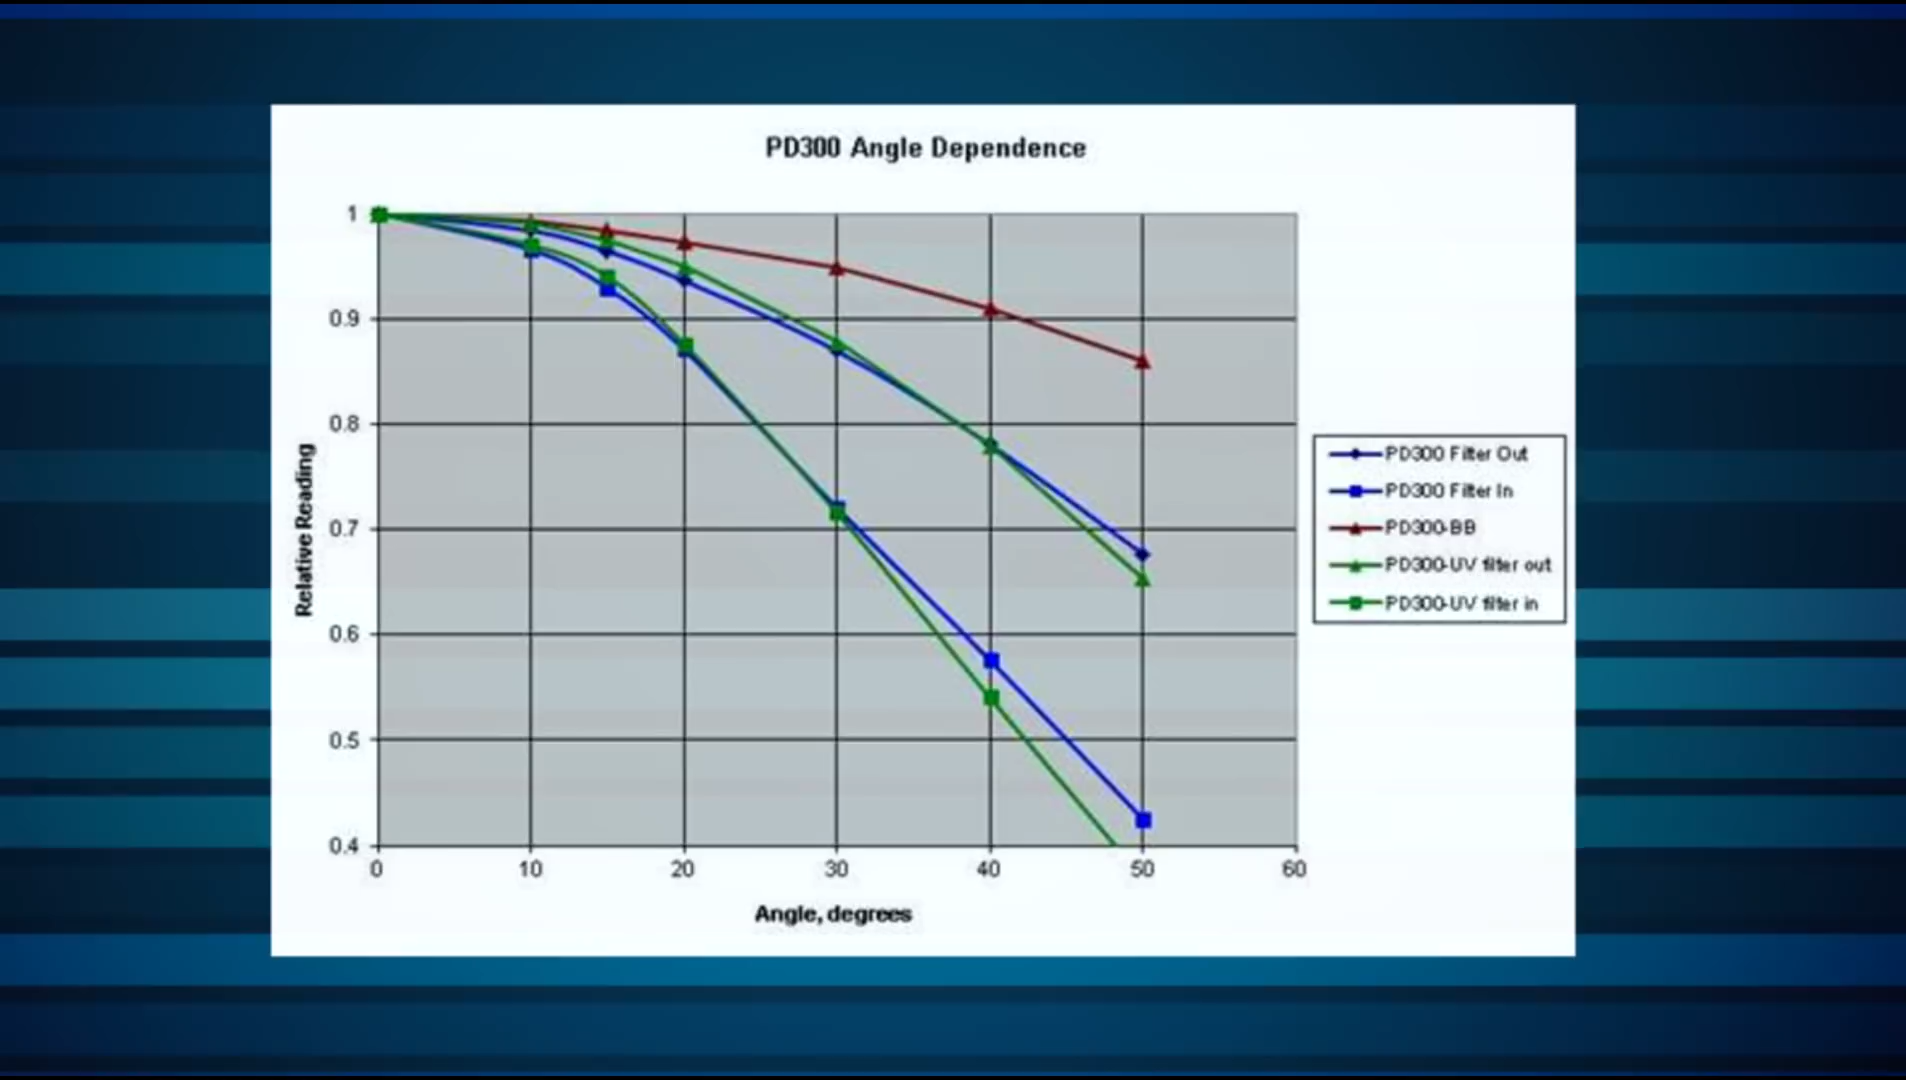 PD300 Angle Dependence
1
0.9
0.8
0.7
0.6
0.5
0.4
Relative Reading
0 10 20 30 40 50 60
Angle, degrees
PD300 Filter Out
PD300 Filter In
PD300-BB
PD300-UV filter out
PD300-UV filter in